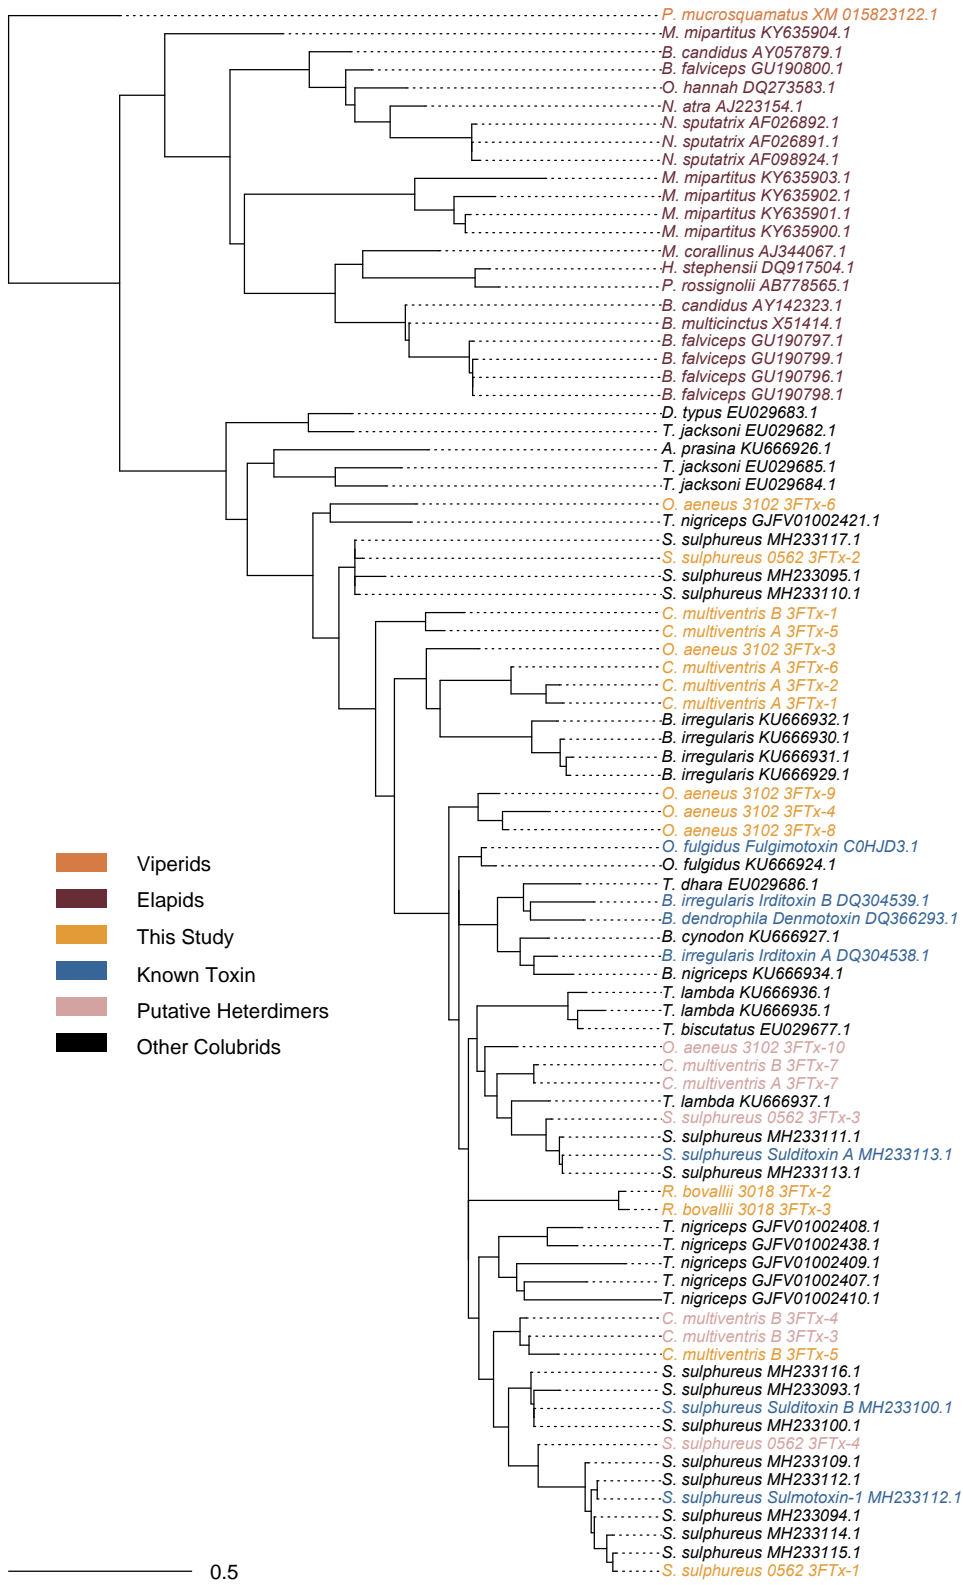 P. mucrosquamatus XM 015823122.1
M. mipartitus KY635904.1
B. candidus AY057879.1
B. falviceps GU190800.1
O. hannah DQ273583.1
N. atra AJ223154.1
N. sputatrix AF026892.1
N. sputatrix AF026891.1
N. sputatrix AF098924.1
M. mipartitus KY635903.1
M. mipartitus KY635902.1
M. mipartitus KY635901.1
M. mipartitus KY635900.1
M. corallinus AJ344067.1
H. stephensii DQ917504.1
P. rossignolii AB778565.1
B. candidus AY142323.1
B. multicinctus X51414.1
B. falviceps GU190797.1
B. falviceps GU190799.1
B. falviceps GU190796.1
B. falviceps GU190798.1
D. typus EU029683.1
T. jacksoni EU029682.1
A. prasina KU666926.1
T. jacksoni EU029685.1
T. jacksoni EU029684.1
O. aeneus 3102 3FTx-6
T. nigriceps GJFV01002421.1
S. sulphureus MH233117.1
S. sulphureus 0562 3FTx-2
S. sulphureus MH233095.1
S. sulphureus MH233110.1
C. multiventris B 3FTx-1
C. multiventris A 3FTx-5
O. aeneus 3102 3FTx-3
C. multiventris A 3FTx-6
C. multiventris A 3FTx-2
C. multiventris A 3FTx-1
B. irregularis KU666932.1
B. irregularis KU666930.1
B. irregularis KU666931.1
B. irregularis KU666929.1
O. aeneus 3102 3FTx-9
O. aeneus 3102 3FTx-4
O. aeneus 3102 3FTx-8
O. fulgidus Fulgimotoxin C0HJD3.1
O. fulgidus KU666924.1
T. dhara EU029686.1
B. irregularis Irditoxin B DQ304539.1
B. dendrophila Denmotoxin DQ366293.1
B. cynodon KU666927.1
B. irregularis Irditoxin A DQ304538.1
B. nigriceps KU666934.1
T. lambda KU666936.1
T. lambda KU666935.1
T. biscutatus EU029677.1
O. aeneus 3102 3FTx-10
C. multiventris B 3FTx-7
C. multiventris A 3FTx-7
T. lambda KU666937.1
S. sulphureus 0562 3FTx-3
S. sulphureus MH233111.1
S. sulphureus Sulditoxin A MH233113.1
S. sulphureus MH233113.1
R. bovallii 3018 3FTx-2
R. bovallii 3018 3FTx-3
T. nigriceps GJFV01002408.1
T. nigriceps GJFV01002438.1
T. nigriceps GJFV01002409.1
T. nigriceps GJFV01002407.1
T. nigriceps GJFV01002410.1
C. multiventris B 3FTx-4
C. multiventris B 3FTx-3
C. multiventris B 3FTx-5
S. sulphureus MH233116.1
S. sulphureus MH233093.1
S. sulphureus Sulditoxin B MH233100.1
S. sulphureus MH233100.1
S. sulphureus 0562 3FTx-4
S. sulphureus MH233109.1
S. sulphureus MH233112.1
S. sulphureus Sulmotoxin-1 MH233112.1
S. sulphureus MH233094.1
S. sulphureus MH233114.1
S. sulphureus MH233115.1
S. sulphureus 0562 3FTx-1
Viperids
Elapids
This Study
Known Toxin
Putative Heterdimers
Other Colubrids
0.5